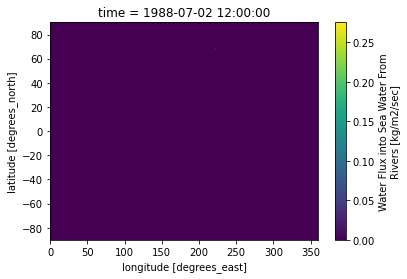 time = 1988-07-02 12:00:00
80
60
40
20
0
−20
−40
−60
−80
latitude [degrees_north]
0 50 100 150 200 250 300 350
longitude [degrees_east]
0.25
0.20
0.15
0.10
0.05
0.00
Water Flux into Sea Water From
Rivers [kg/m2/sec]